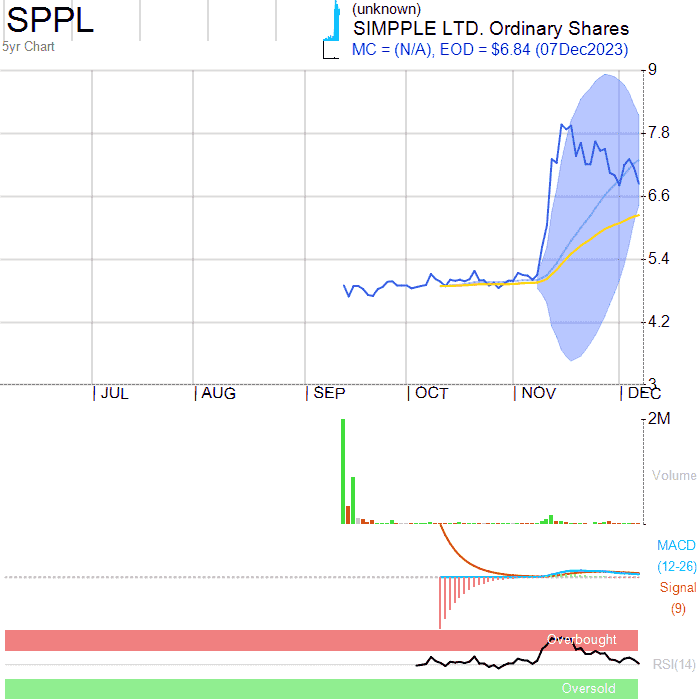 SPPL
5yr Chart
(unknown)
SIMPPLE LTD. Ordinary Shares
MC = (N/A), EOD = $6.84 (07Dec2023)
9
7.8
6.6
5.4
4.2
3
JUL AUG SEP OCT NOV DEC
2M
Volume
MACD
(12-26)
Signal
(9)
Overbought
RSI(14)
Oversold